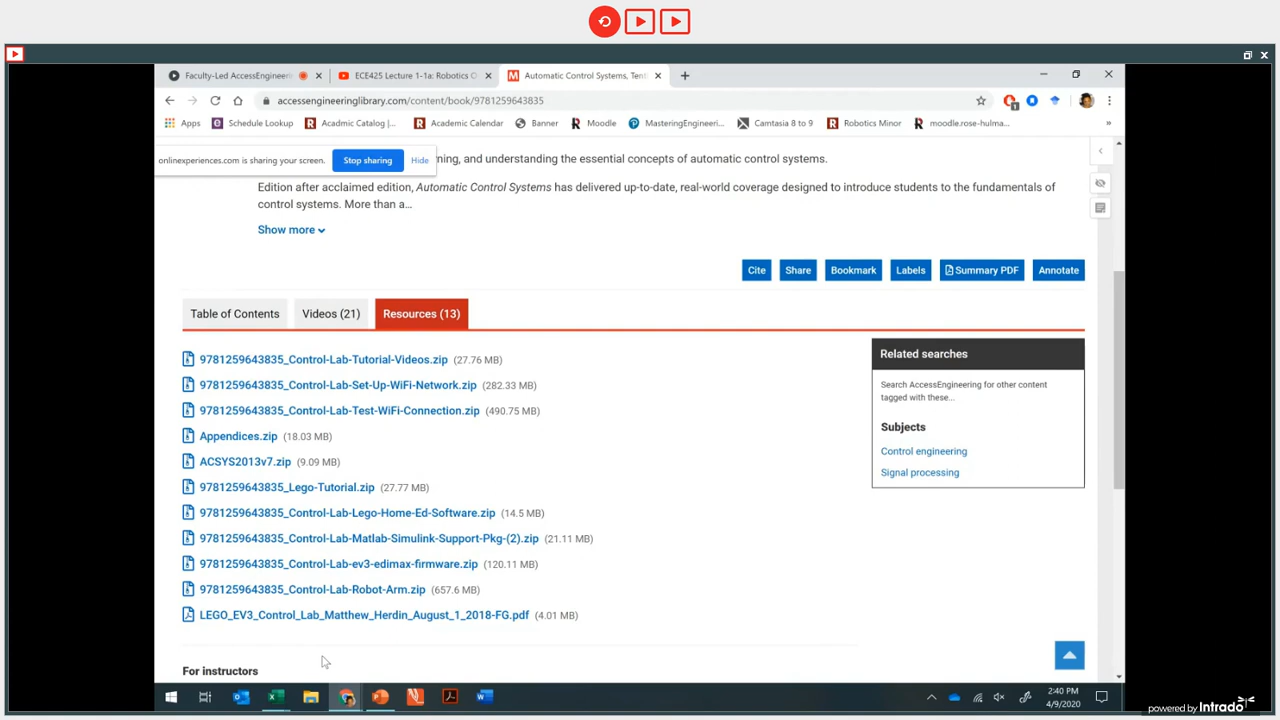 Faculty-Led AccessEngineerin
ECE425 Lecture 1-1a: Robotics O
Automatic Control Systems, Tent
accessengineeringlibrary.com/content/book/9781259643835
Apps
Schedule Lookup
Acadmic Catalog |...
Academic Calendar
Banner
Moodle
MasteringEngineeri...
Camtasia 8 to 9
Robotics Minor
moodle.rose-hulma...
onlinexperiences.com is sharing your screen.
Stop sharing
Hide
ning, and understanding the essential concepts of automatic control systems.
Edition after acclaimed edition, Automatic Control Systems has delivered up-to-date, real-world coverage designed to introduce students to the fundamentals of
control systems. More than a...
Show more
Cite
Share
Bookmark
Labels
Summary PDF
Annotate
Table of Contents
Videos (21)
Resources (13)
9781259643835_Control-Lab-Tutorial-Videos.zip (27.76 MB)
9781259643835_Control-Lab-Set-Up-WiFi-Network.zip (282.33 MB)
9781259643835_Control-Lab-Test-WiFi-Connection.zip (490.75 MB)
Appendices.zip (18.03 MB)
ACSYS2013v7.zip (9.09 MB)
9781259643835_Lego-Tutorial.zip (27.77 MB)
9781259643835_Control-Lab-Lego-Home-Ed-Software.zip (14.5 MB)
9781259643835_Control-Lab-Matlab-Simulink-Support-Pkg-(2).zip (21.11 MB)
9781259643835_Control-Lab-ev3-edimax-firmware.zip (120.11 MB)
9781259643835_Control-Lab-Robot-Arm.zip (657.6 MB)
LEGO_EV3_Control_Lab_Matthew_Herdin_August_1_2018-FG.pdf (4.01 MB)
Related searches
Search AccessEngineering for other content
tagged with these...
Subjects
Control engineering
Signal processing
For instructors
2:40 PM
4/9/2020
powered by Intrado